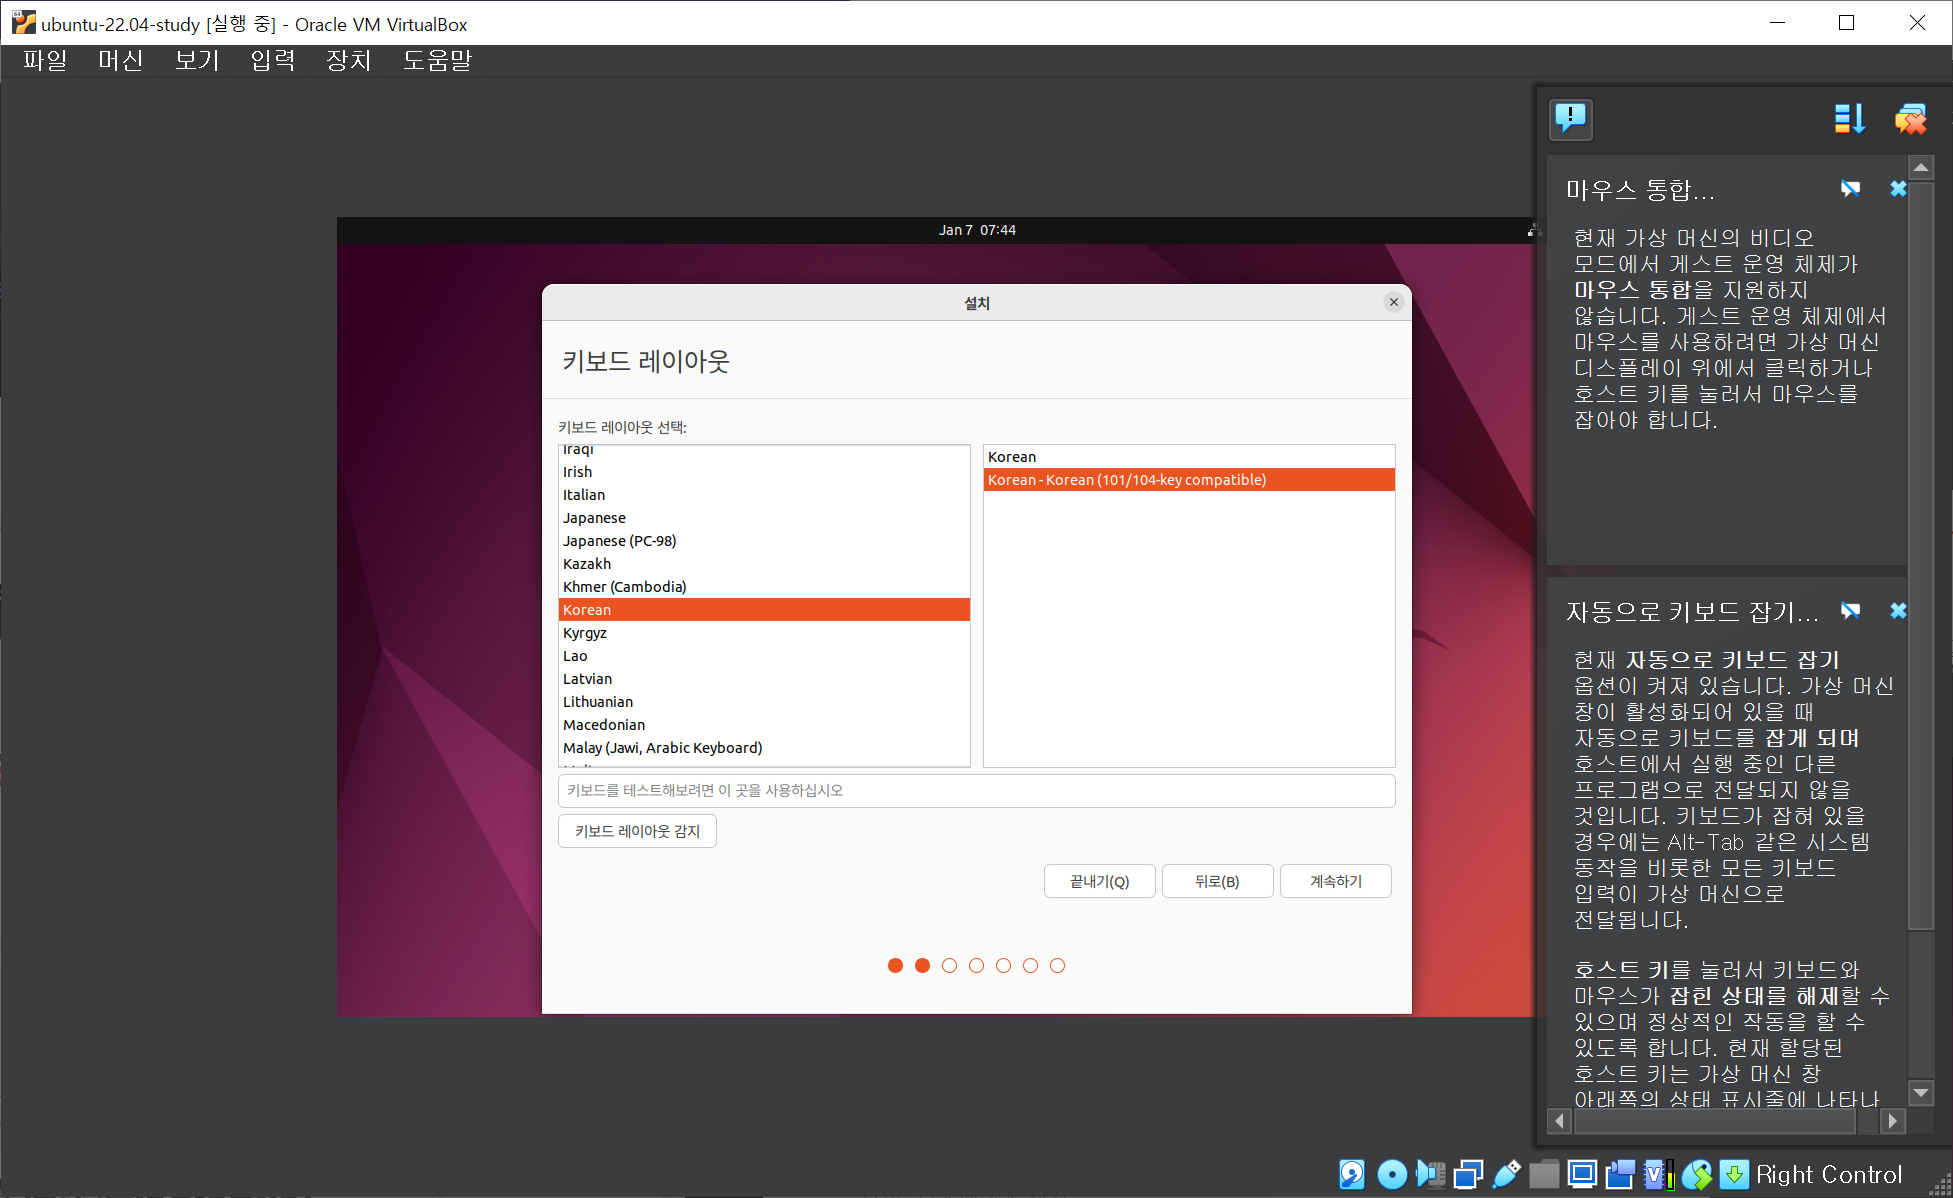 ubuntu-22.04-study [실행 중] - Oracle VM VirtualBox
파일 머신 보기 입력 장치 도움말
Jan 7 07:44
설치
키보드 레이아웃
키보드 레이아웃 선택:
Iraqi
Irish
Italian
Japanese
Japanese (PC-98)
Kazakh
Khmer (Cambodia)
Korean
Kyrgyz
Lao
Latvian
Lithuanian
Macedonian
Malay (Jawi, Arabic Keyboard)
Korean
Korean - Korean (101/104-key compatible)
키보드를 테스트해보려면 이 곳을 사용하십시오
키보드 레이아웃 감지
끝내기(Q) 뒤로(B) 계속하기
마우스 통합...
현재 가상 머신의 비디오
모드에서 게스트 운영 체제가
마우스 통합을 지원하지
않습니다. 게스트 운영 체제에서
마우스를 사용하려면 가상 머신
디스플레이 위에서 클릭하거나
호스트 키를 눌러서 마우스를
잡아야 합니다.
자동으로 키보드 잡기...
현재 자동으로 키보드 잡기
옵션이 켜져 있습니다. 가상 머신
창이 활성화되어 있을 때
자동으로 키보드를 잡게 되며
호스트에서 실행 중인 다른
프로그램으로 전달되지 않을
것입니다. 키보드가 잡혀 있을
경우에는 Alt-Tab 같은 시스템
동작을 비롯한 모든 키보드
입력이 가상 머신으로
전달됩니다.
호스트 키를 눌러서 키보드와
마우스가 잡힌 상태를 해제할 수
있으며 정상적인 작동을 할 수
있도록 합니다. 현재 할당된
호스트 키는 가상 머신 창
아래쪽의 상태 표시줄에 나타나
Right Control